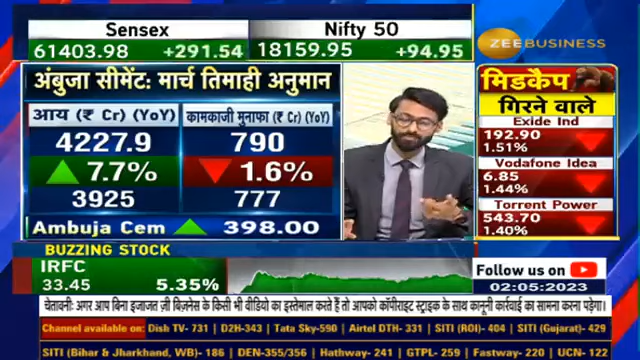 Sensex
61403.98 +291.54
Nifty 50
18159.95 +94.95
ZEE BUSINESS
अंबुजा सीमेंट: मार्च तिमाही अनुमान
आय (₹ Cr) (YoY)
4227.9
7.7%
3925
कामकाजी मुनाफा (₹ Cr) (YoY)
790
1.6%
777
Ambuja Cem 398.00
मिडकैप
गिरने वाले
Exide Ind
192.90
1.51%
Vodafone Idea
6.85
1.44%
Torrent Power
543.70
1.40%
BUZZING STOCK
IRFC
33.45 5.35%
Follow us on
02:05:2023
चेतावनी: अगर आप बिना इजाजत ज़ी बिज़नेस के किसी भी वीडियो का इस्तेमाल करते हैं तो आपको कॉपीराइट स्ट्राइक के साथ कानूनी कार्रवाई का सामना करना पड़ेगा.
Channel available on: Dish TV- 731 | D2H-343 | Tata Sky-590 | Airtel DTH- 331 | SITI (ROI) - 404 | SITI (Gujarat) - 429
SITI (Bihar & Jharkhand, WB)- 186 | DEN-355/356 | Hathway- 241 | GTPL- 259 | Fastway- 220 | UCN- 122